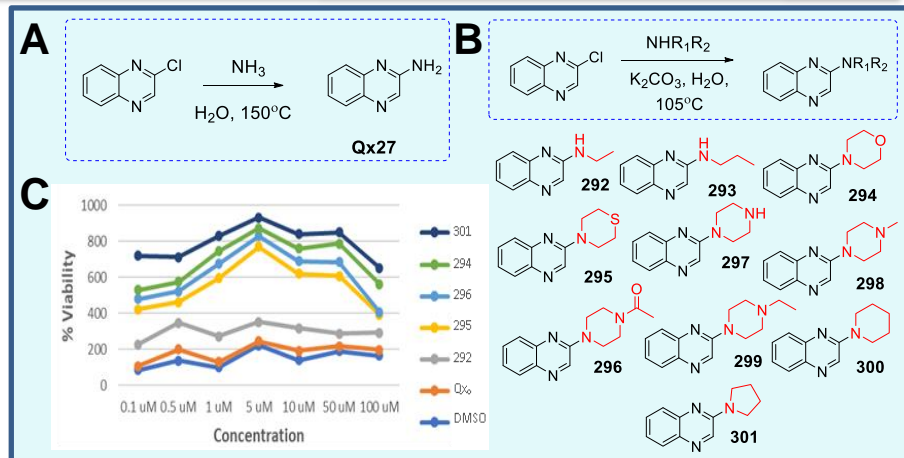 A
N
Cl
N
NH₃
H₂O, 150°C
N
NH₂
N
Qx27
B
N
Cl
N
NHR₁R₂
K₂CO₃, H₂O,
105°C
N
NR₁R₂
N
H
N
N
N
292
H
N
N
N
293
O
N
N
N
294
S
N
N
N
295
NH
N
N
N
297
N
N
N
N
298
O
N
N
N
N
296
N
N
N
N
299
N
N
N
300
N
N
N
301
C
% Viability
1000
800
600
400
200
0
0.1 uM 0.5 uM 1 uM 5 uM 10 uM 50 uM 100 uM
Concentration
301
294
296
295
292
Qxₒ
DMSO